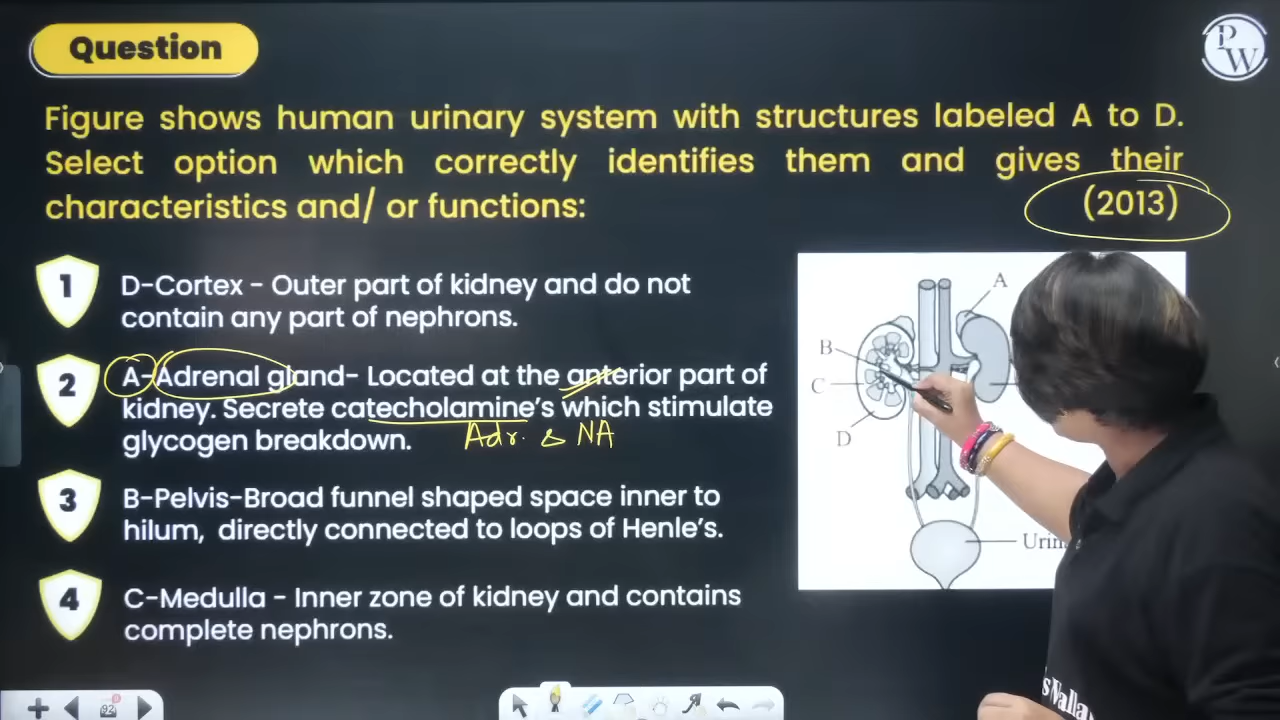 Question
PW
Figure shows human urinary system with structures labeled A to D.
Select option which correctly identifies them and gives their
characteristics and/ or functions:
(2013)
1
D-Cortex - Outer part of kidney and do not
contain any part of nephrons.
2
A-Adrenal gland- Located at the anterior part of
kidney. Secrete catecholamine's which stimulate
glycogen breakdown.
Adr. & NA
3
B-Pelvis-Broad funnel shaped space inner to
hilum, directly connected to loops of Henle's.
4
C-Medulla - Inner zone of kidney and contains
complete nephrons.
A
B
C
D
92